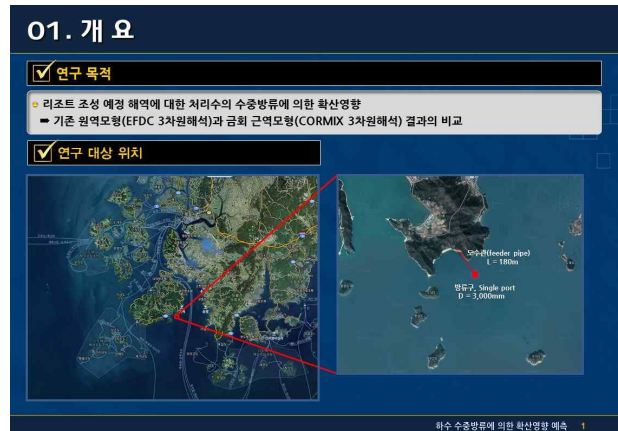 01. 개 요
연구 목적
리조트 조성 예정 해역에 대한 처리수의 수중방류에 의한 확산영향
➡ 기존 원역모형(EFDC 3차원해석)과 금회 근역모형(CORMIX 3차원해석) 결과의 비교
연구 대상 위치
모수관(feeder pipe)
L = 180m
방류구, Single port
D = 3,000mm
하수 수중방류에 의한 확산영향 예측 1